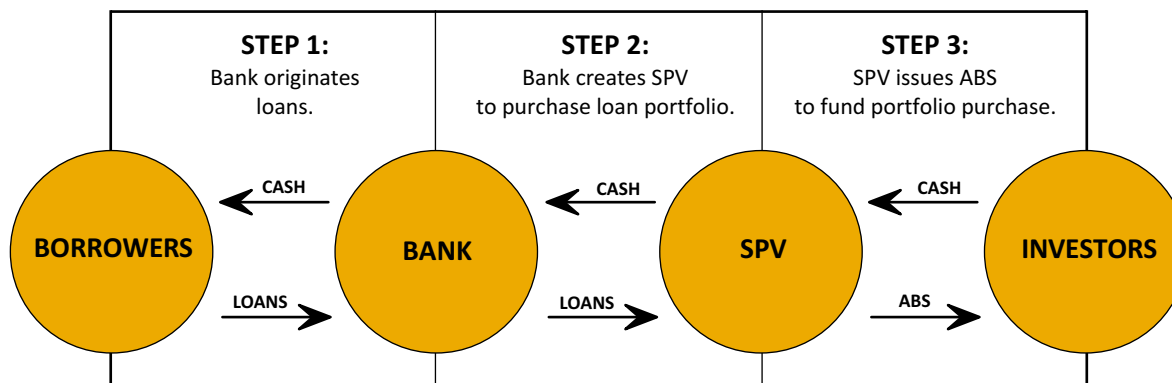 STEP 1:
Bank originates
loans.
STEP 2:
Bank creates SPV
to purchase loan portfolio.
STEP 3:
SPV issues ABS
to fund portfolio purchase.
CASH
CASH
CASH
BORROWERS
BANK
SPV
INVESTORS
LOANS
LOANS
ABS